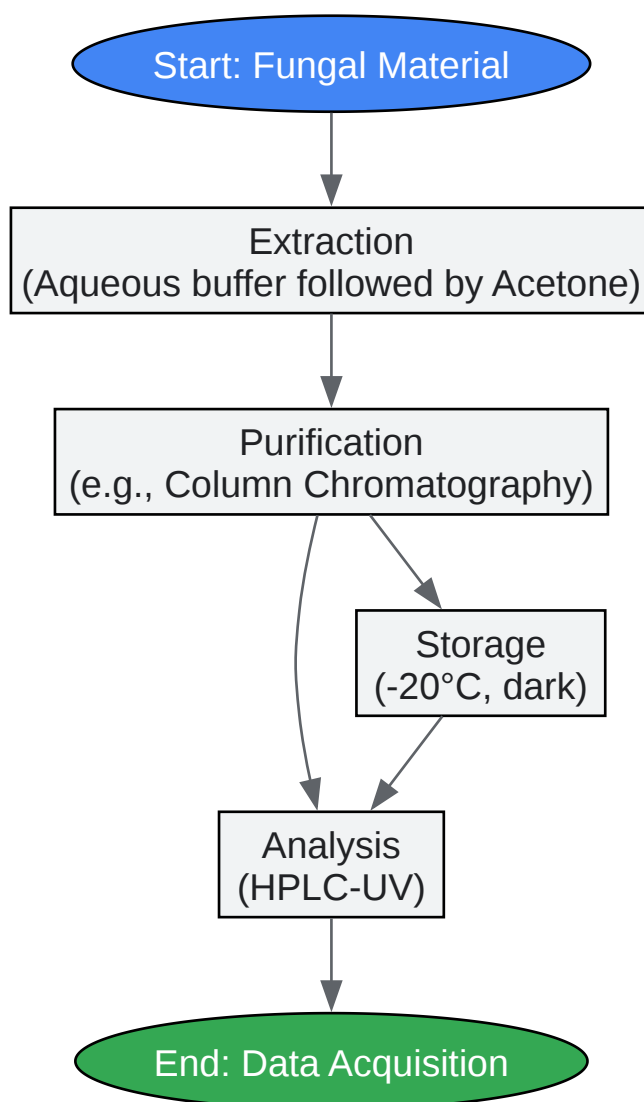 Start: Fungal Material
Extraction
(Aqueous buffer followed by Acetone)
Purification
(e.g., Column Chromatography)
Storage
(-20°C, dark)
Analysis
(HPLC-UV)
End: Data Acquisition